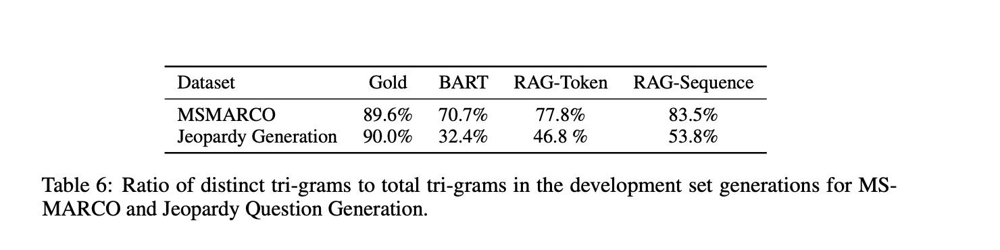 Dataset Gold BART RAG-Token RAG-Sequence
MSMARCO 89.6% 70.7% 77.8% 83.5%
Jeopardy Generation 90.0% 32.4% 46.8 % 53.8%
Table 6: Ratio of distinct tri-grams to total tri-grams in the development set generations for MS-
MARCO and Jeopardy Question Generation.